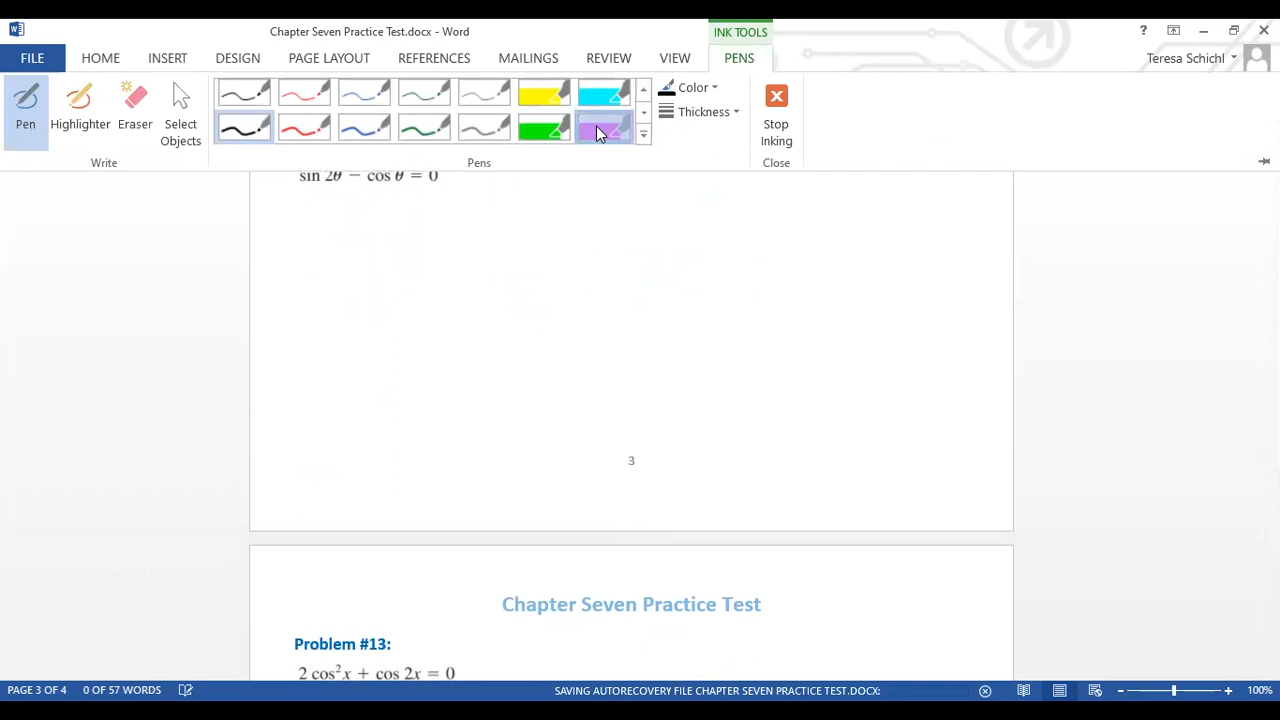 Chapter Seven Practice Test.docx - Word
INK TOOLS
?
FILE HOME INSERT DESIGN PAGE LAYOUT REFERENCES MAILINGS REVIEW VIEW PENS
Teresa Schichl
Pen Highlighter Eraser Select Objects
Color
Thickness
Stop Inking
Write Pens Close
sin 2θ − cos θ = 0
3
Chapter Seven Practice Test
Problem #13:
2 cos²x + cos 2x = 0
PAGE 3 OF 4 0 OF 57 WORDS SAVING AUTORECOVERY FILE CHAPTER SEVEN PRACTICE TEST.DOCX: 100%